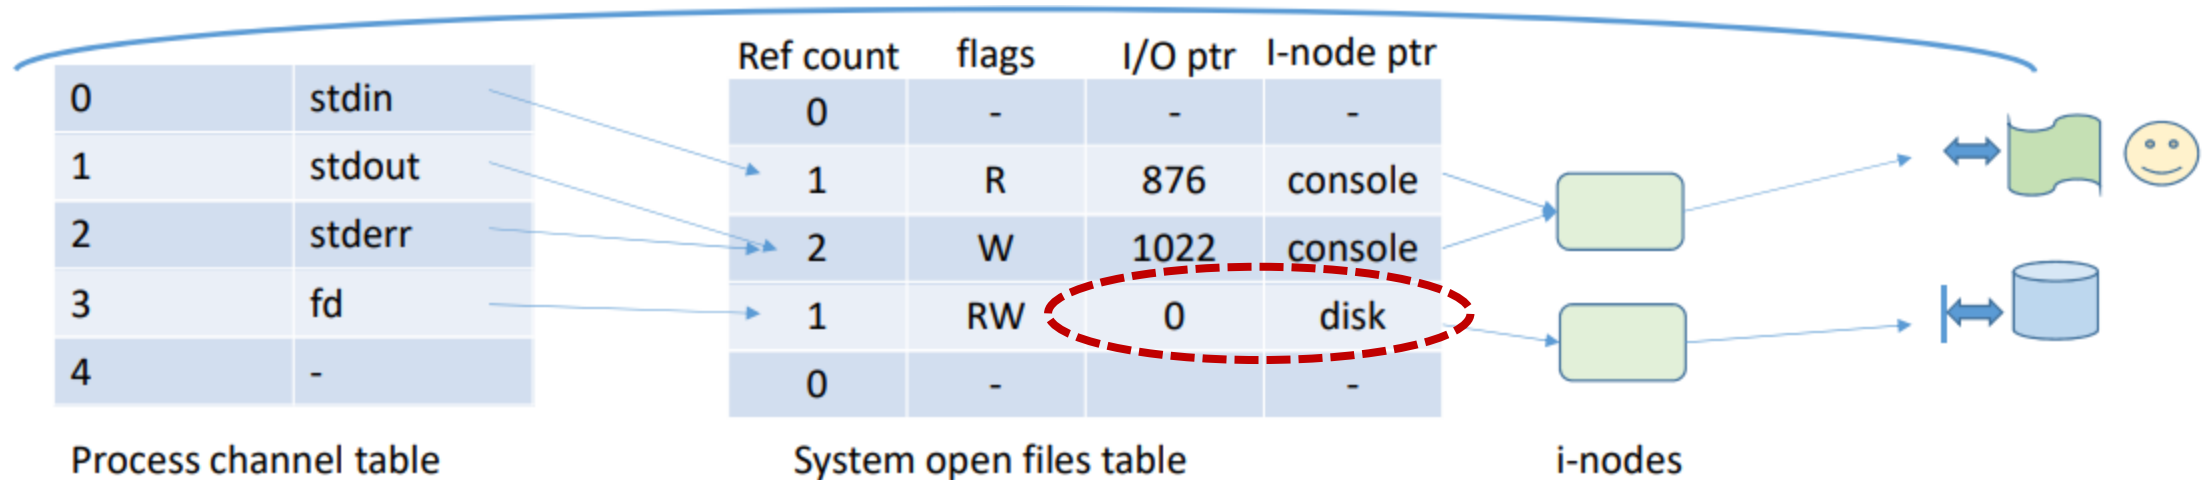 Ref count flags I/O ptr I-node ptr
0 stdin 0 - - -
1 stdout 1 R 876 console
2 stderr 2 W 1022 console
3 fd 1 RW 0 disk
4 - 0 - -
Process channel table System open files table i-nodes